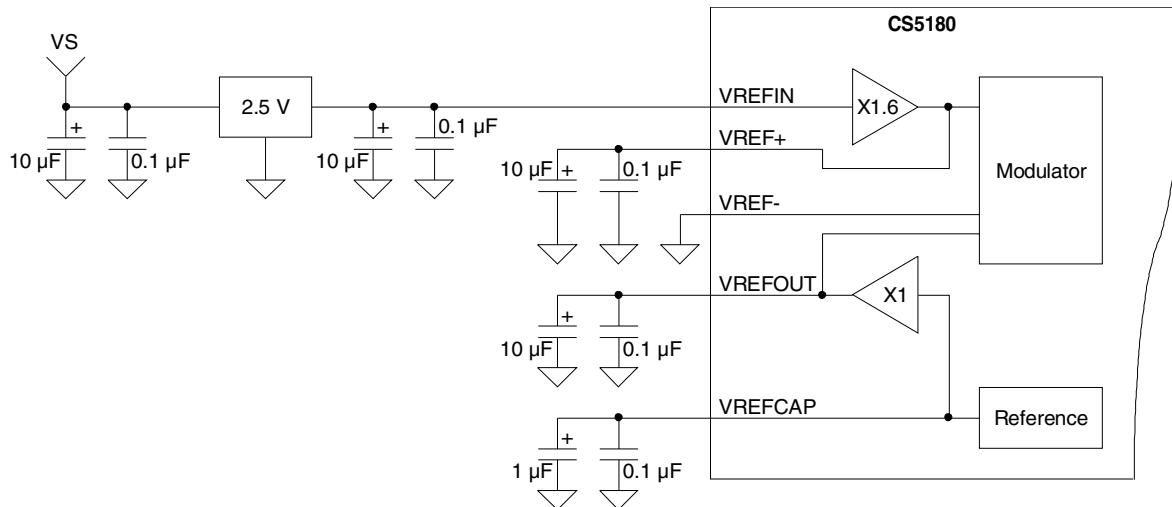 CS5180
VS
2.5 V
VREFIN
X1.6
+
10 µF
0.1 µF
+
10 µF
0.1 µF
VREF+
10 µF
+
0.1 µF
Modulator
VREF-
VREFOUT
X1
+
10 µF
0.1 µF
VREFCAP
Reference
+
1 µF
0.1 µF